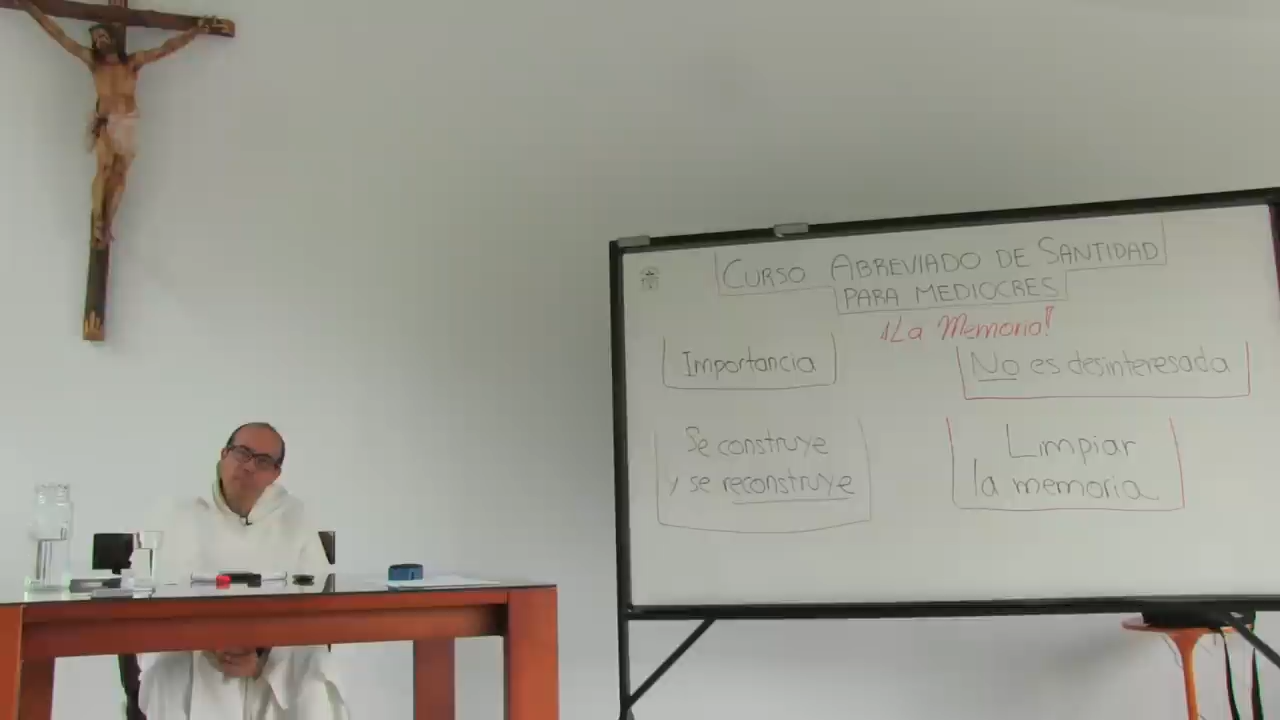 CURSO ABREVIADO DE SANTIDAD
PARA MEDIOCRES
¡La Memoria!
Importancia
No es desinteresada
Se construye
y se reconstruye
Limpiar
la memoria